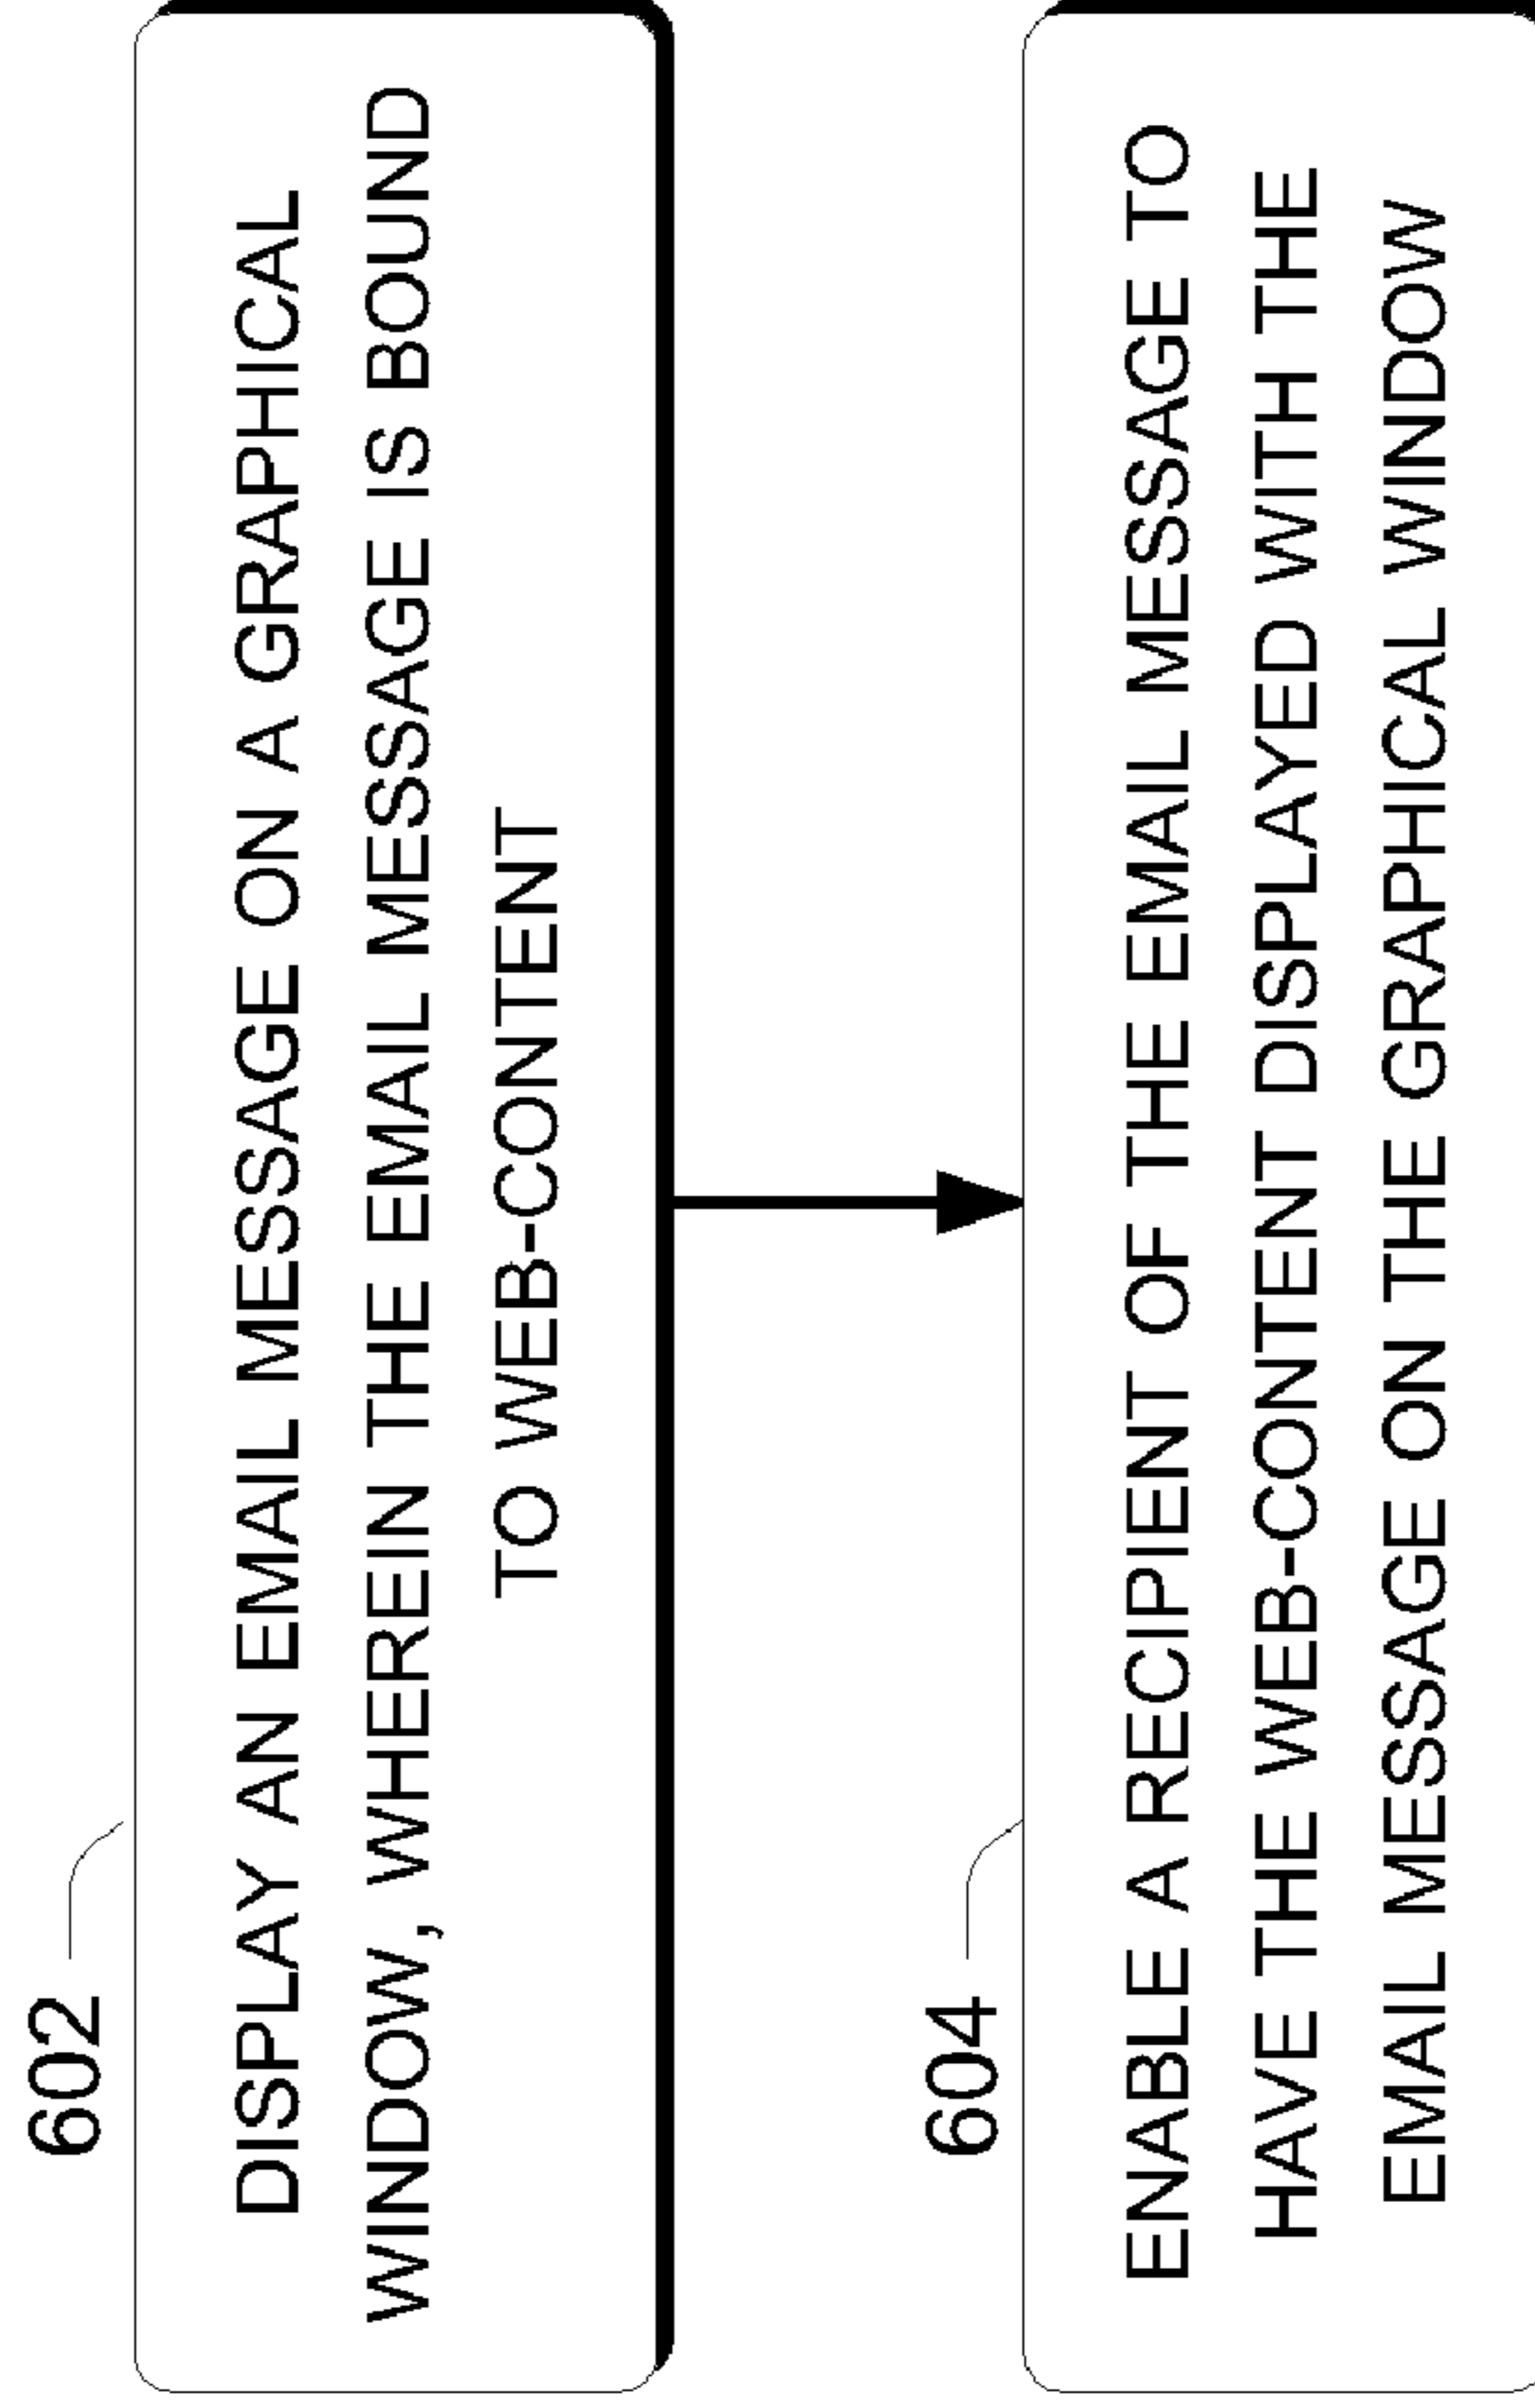 602
DISPLAY AN EMAIL MESSAGE ON A GRAPHICAL
WINDOW, WHEREIN THE EMAIL MESSAGE IS BOUND
TO WEB-CONTENT
604
ENABLE A RECIPIENT OF THE EMAIL MESSAGE TO
HAVE THE WEB-CONTENT DISPLAYED WITH THE
EMAIL MESSAGE ON THE GRAPHICAL WINDOW